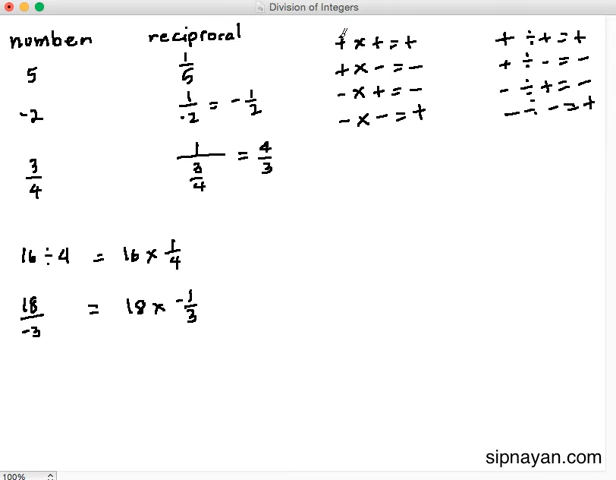 Division of Integers
number reciprocal
5 1/5
-2 1/-2 = -1/2
3/4 1/(3/4) = 4/3
+ x + = +
+ x - = -
- x + = -
- x - = +
+ ÷ + = +
+ ÷ - = -
- ÷ + = -
- ÷ - = +
16 ÷ 4 = 16 x 1/4
18/-3 = 18 x -1/3
sipnayan.com
100%